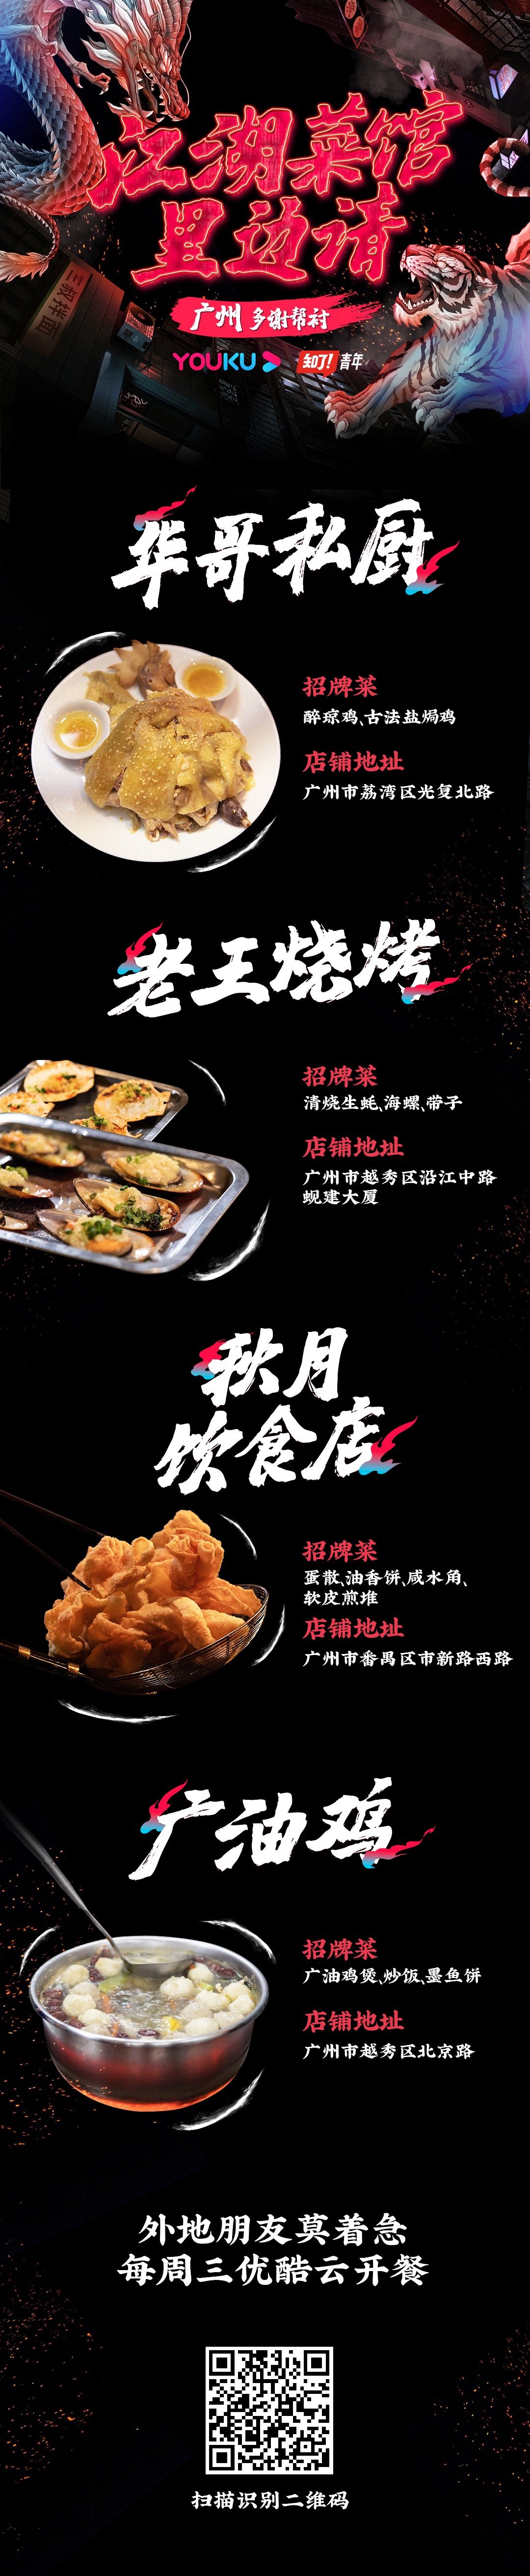 江湖菜馆
里边请
广州 多谢帮衬
YOUKU 知了!青年
三湘拌面
华哥私厨
招牌菜
醉琼鸡、古法盐焗鸡
店铺地址
广州市荔湾区光复北路
老王烧烤
招牌菜
清烧生蚝、海螺、带子
店铺地址
广州市越秀区沿江中路
蚬建大厦
秋月
饮食店
招牌菜
蛋散、油香饼、咸水角、
软皮煎堆
店铺地址
广州市番禺区市新路西路
广油鸡
招牌菜
广油鸡煲、炒饭、墨鱼饼
店铺地址
广州市越秀区北京路
外地朋友莫着急
每周三优酷云开餐
扫描识别二维码